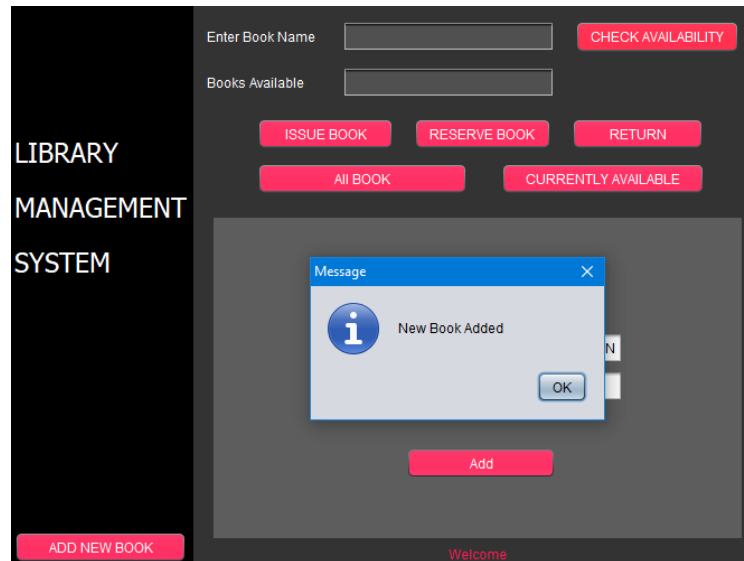 Enter Book Name
CHECK AVAILABILITY
Books Available
ISSUE BOOK
RESERVE BOOK
RETURN
All BOOK
CURRENTLY AVAILABLE
LIBRARY
MANAGEMENT
SYSTEM
Message
New Book Added
N
OK
Add
ADD NEW BOOK
Welcome